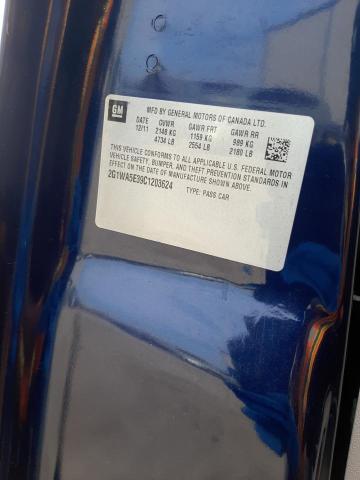 GM
MFD BY GENERAL MOTORS OF CANADA LTD.
DATE GVWR GAWR FRT GAWR RR
12/11 2148 KG 1159 KG 989 KG
4734 LB 2554 LB 2180 LB
THIS VEHICLE CONFORMS TO ALL APPLICABLE U.S. FEDERAL MOTOR
VEHICLE SAFETY, BUMPER, AND THEFT PREVENTION STANDARDS IN
EFFECT ON THE DATE OF MANUFACTURE SHOWN ABOVE.
2G1WA5E39C1203624 TYPE: PASS CAR